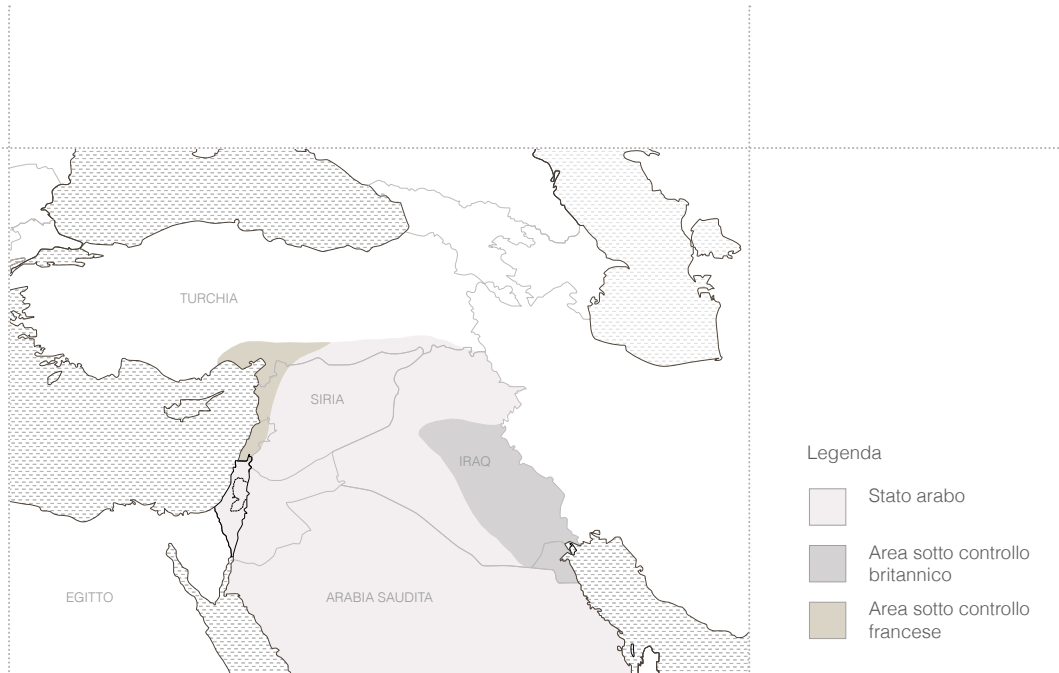 TURCHIA
SIRIA
IRAQ
EGITTO
ARABIA SAUDITA
Legenda
Stato arabo
Area sotto controllo
britannico
Area sotto controllo
francese